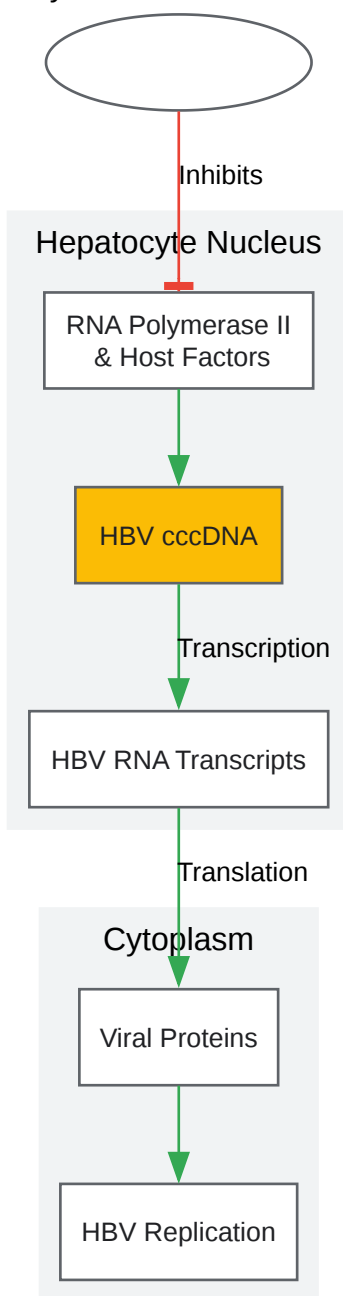 Inhibits
Hepatocyte Nucleus
RNA Polymerase II
& Host Factors
HBV cccDNA
Transcription
HBV RNA Transcripts
Translation
Cytoplasm
Viral Proteins
HBV Replication